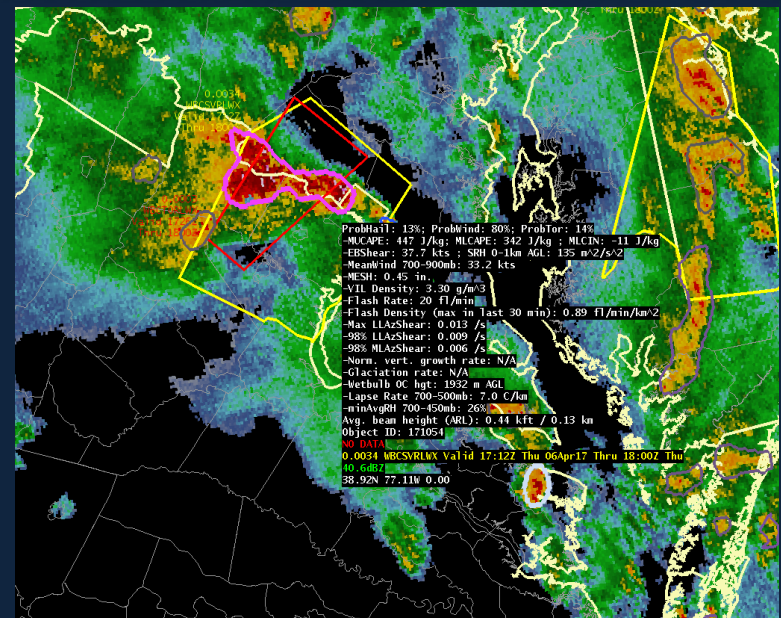 Thru 1800Z
0.0034
WBCSVRLWX
Thru 18
ProbHail: 13%; ProbWind: 80%; ProbTor: 14%
-MUCAPE: 447 J/kg; MLCAPE: 342 J/kg ; MLCIN: -11 J/kg
-EBShear: 37.7 kts ; SRH 0-1km AGL: 135 m^2/s^2
-MeanWind 700-900mb: 33.2 kts
-MESH: 0.45 in.
-VIL Density: 3.30 g/m^3
-Flash Rate: 20 fl/min
-Flash Density (max in last 30 min): 0.89 fl/min/km^2
-Max LLAzShear: 0.013 /s
-98% LLAzShear: 0.009 /s
-98% MLAzShear: 0.006 /s
-Norm. vert. growth rate: N/A
-Glaciation rate: N/A
-Wetbulb 0C hgt: 1932 m AGL
-Lapse Rate 700-500mb: 7.0 C/km
-minAvgRH 700-450mb: 26%
Avg. beam height (ARL): 0.44 kft / 0.13 km
Object ID: 171054
NO DATA
0.0034 WBCSVRLWX Valid 17:12Z Thu 06Apr17 Thru 18:00Z Thu
40.6dBZ
38.92N 77.11W 0.00